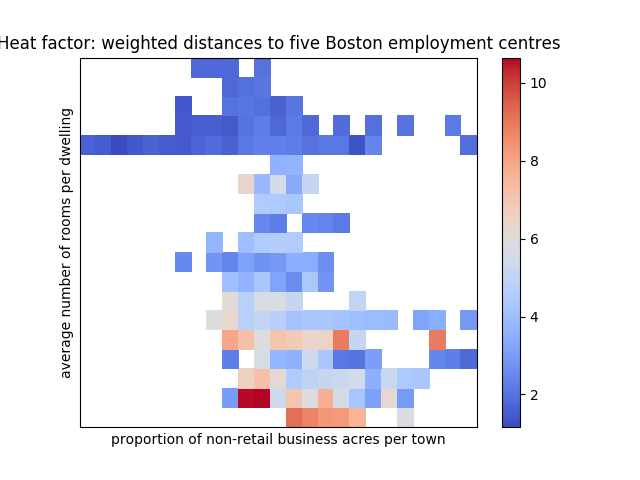 Heat factor: weighted distances to five Boston employment centres
average number of rooms per dwelling
proportion of non-retail business acres per town
10
8
6
4
2